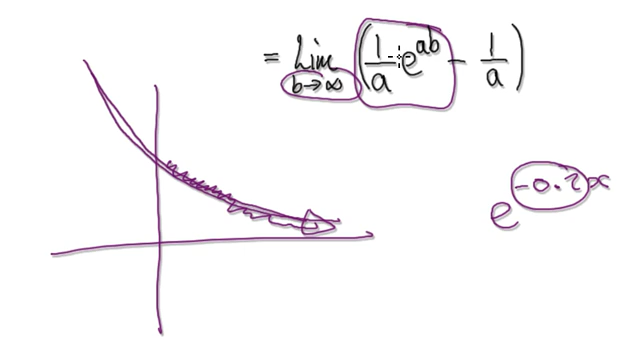 = Lim b→∞ (1/a e^ab - 1/a)
e^-0.2x